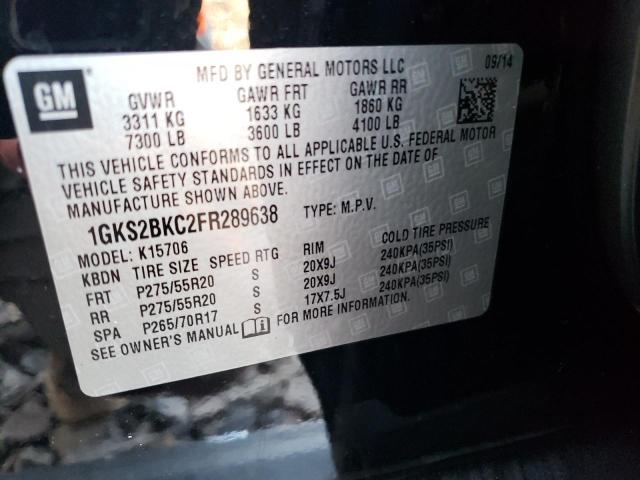 GM
MFD BY GENERAL MOTORS LLC 09/14
GVWR GAWR FRT GAWR RR
3311 KG 1633 KG 1860 KG
7300 LB 3600 LB 4100 LB
THIS VEHICLE CONFORMS TO ALL APPLICABLE U.S. FEDERAL MOTOR
VEHICLE SAFETY STANDARDS IN EFFECT ON THE DATE OF
MANUFACTURE SHOWN ABOVE.
1GKS2BKC2FR289638 TYPE: M.P.V.
MODEL: K15706
KBDN TIRE SIZE SPEED RTG RIM COLD TIRE PRESSURE
FRT P275/55R20 S 20X9J 240KPA(35PSI)
RR P275/55R20 S 20X9J 240KPA(35PSI)
SPA P265/70R17 S 17X7.5J 240KPA(35PSI)
SEE OWNER'S MANUAL FOR MORE INFORMATION.